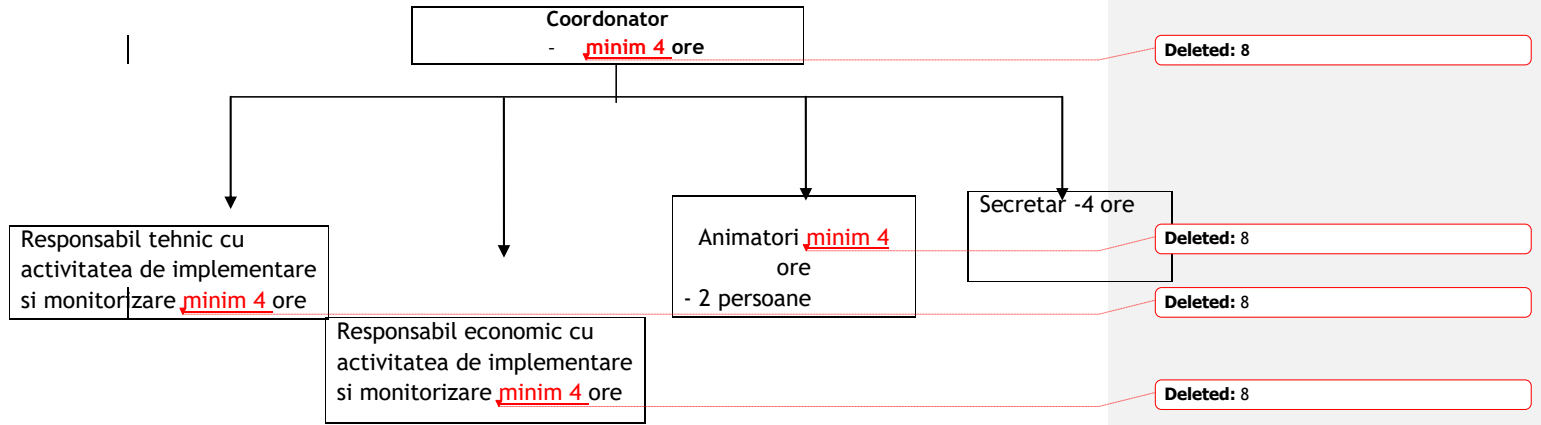 Coordonator
- minim 4 ore
Deleted: 8
Secretar -4 ore
Animatori minim 4
ore
- 2 persoane
Deleted: 8
Responsabil tehnic cu
activitatea de implementare
si monitorizare minim 4 ore
Deleted: 8
Responsabil economic cu
activitatea de implementare
si monitorizare minim 4 ore
Deleted: 8